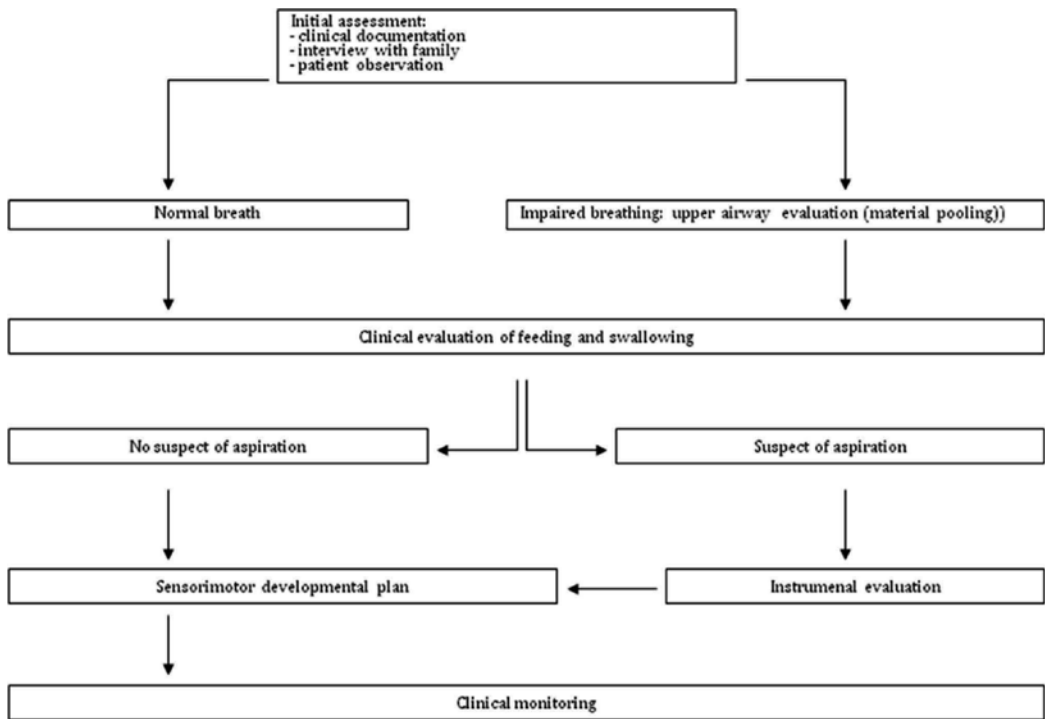 Initial assessment:
- clinical documentation
- interview with family
- patient observation
Normal breath
Impaired breathing: upper airway evaluation (material pooling))
Clinical evaluation of feeding and swallowing
No suspect of aspiration
Suspect of aspiration
Sensorimotor developmental plan
Instrumenal evaluation
Clinical monitoring